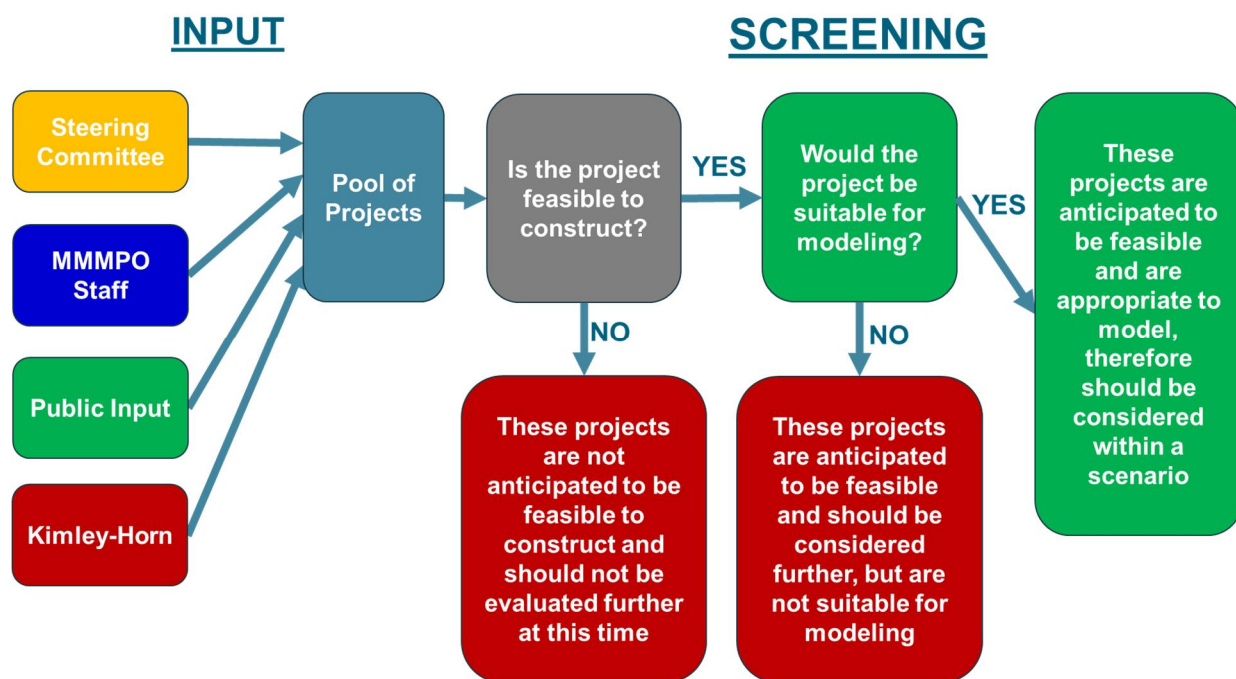 INPUT
SCREENING
Steering
Committee
MMMPO
Staff
Public Input
Kimley-Horn
Pool of
Projects
Is the project
feasible to
construct?
YES
NO
Would the
project be
suitable for
modeling?
YES
NO
These projects
are not
anticipated to be
feasible to
construct and
should not be
evaluated further
at this time
These projects
are anticipated
to be feasible
and should be
considered
further, but are
not suitable for
modeling
These
projects are
anticipated to
be feasible
and are
appropriate to
model,
therefore
should be
considered
within a
scenario